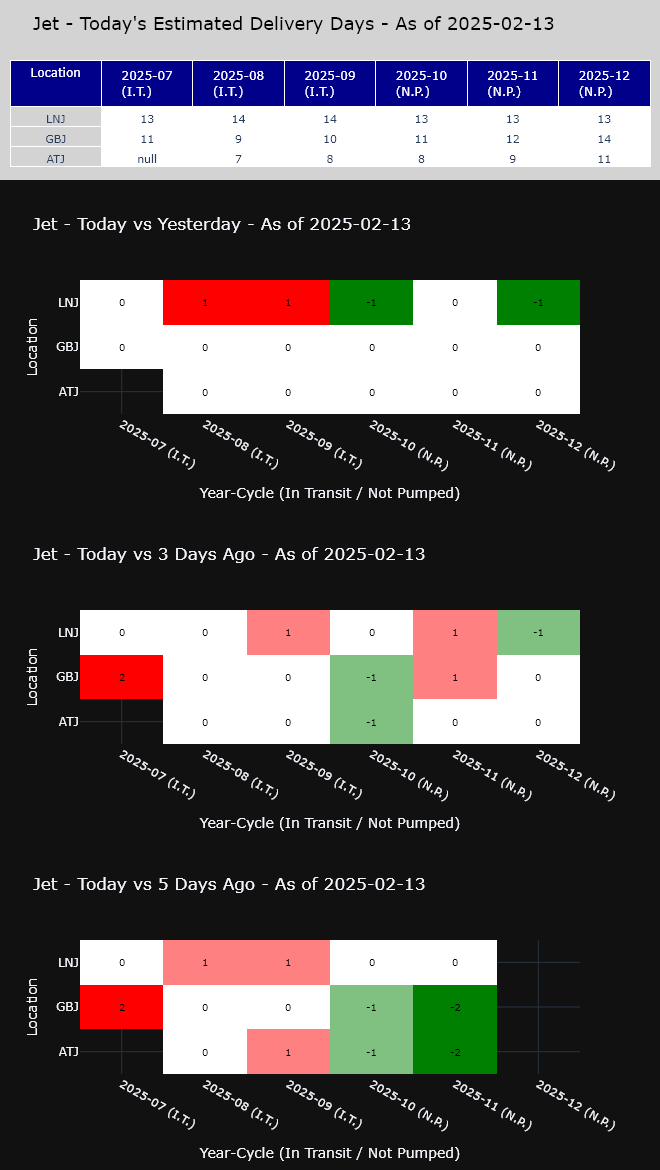 Jet - Today's Estimated Delivery Days - As of 2025-02-13
Location 2025-07 (I.T.) 2025-08 (I.T.) 2025-09 (I.T.) 2025-10 (N.P.) 2025-11 (N.P.) 2025-12 (N.P.)
LNJ 13 14 14 13 13 13
GBJ 11 9 10 11 12 14
ATJ null 7 8 8 9 11
Jet - Today vs Yesterday - As of 2025-02-13
Location
LNJ 0 1 1 -1 0 -1
GBJ 0 0 0 0 0 0
ATJ 0 0 0 0 0
2025-07 (I.T.) 2025-08 (I.T.) 2025-09 (I.T.) 2025-10 (N.P.) 2025-11 (N.P.) 2025-12 (N.P.)
Year-Cycle (In Transit / Not Pumped)
Jet - Today vs 3 Days Ago - As of 2025-02-13
Location
LNJ 0 0 1 0 1 -1
GBJ 2 0 0 -1 1 0
ATJ 0 0 -1 0 0
2025-07 (I.T.) 2025-08 (I.T.) 2025-09 (I.T.) 2025-10 (N.P.) 2025-11 (N.P.) 2025-12 (N.P.)
Year-Cycle (In Transit / Not Pumped)
Jet - Today vs 5 Days Ago - As of 2025-02-13
Location
LNJ 0 1 1 0 0
GBJ 2 0 0 -1 -2
ATJ 0 1 -1 -2
2025-07 (I.T.) 2025-08 (I.T.) 2025-09 (I.T.) 2025-10 (N.P.) 2025-11 (N.P.) 2025-12 (N.P.)
Year-Cycle (In Transit / Not Pumped)